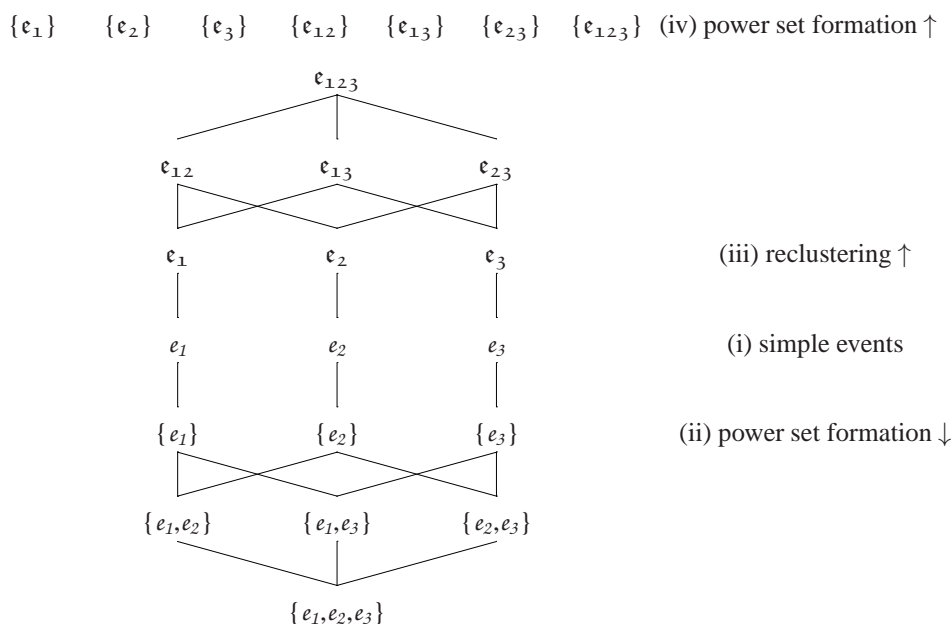 {𝔢₁} {𝔢₂} {𝔢₃} {𝔢₁₂} {𝔢₁₃} {𝔢₂₃} {𝔢₁₂₃} (iv) power set formation ↑
𝔢₁₂₃
𝔢₁₂ 𝔢₁₃ 𝔢₂₃
𝔢₁ 𝔢₂ 𝔢₃ (iii) reclustering ↑
e₁ e₂ e₃ (i) simple events
{e₁} {e₂} {e₃} (ii) power set formation ↓
{e₁,e₂} {e₁,e₃} {e₂,e₃}
{e₁,e₂,e₃}